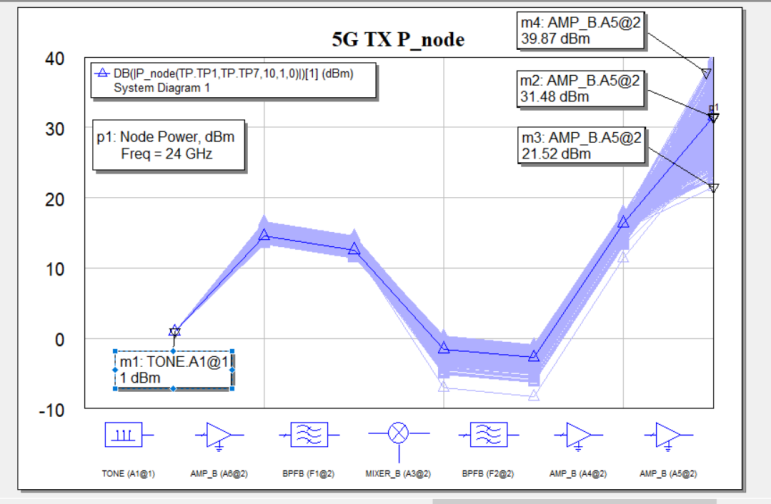 5G TX P_node
m4: AMP_B.A5@2
39.87 dBm
DB(|P_node(TP.TP1,TP.TP7,10,1,0)|)[1] (dBm)
System Diagram 1
m2: AMP_B.A5@2
31.48 dBm
p1: Node Power, dBm
Freq = 24 GHz
m3: AMP_B.A5@2
21.52 dBm
p1
40
30
20
10
0
-10
m1: TONE.A1@1
1 dBm
TONE (A1@1)
AMP_B (A6@2)
BPFB (F1@2)
MIXER_B (A3@2)
BPFB (F2@2)
AMP_B (A4@2)
AMP_B (A5@2)